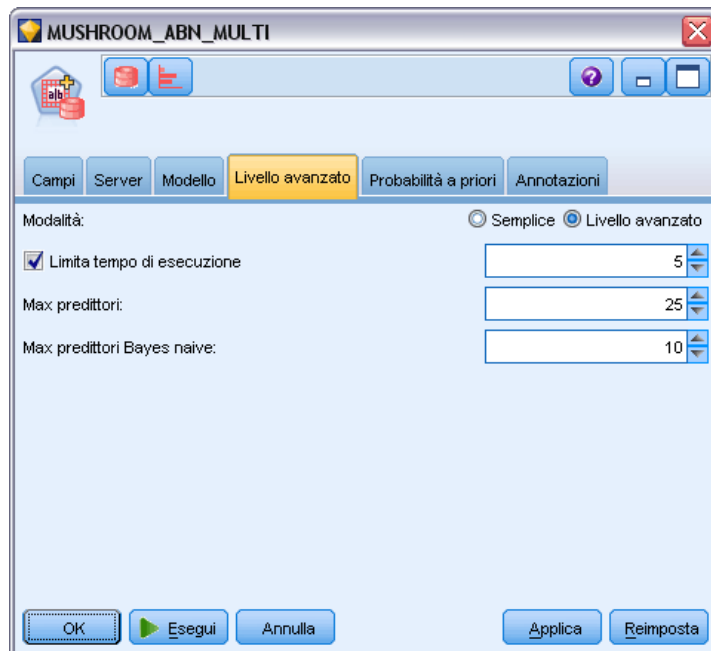 MUSHROOM_ABN_MULTI
a|b
Campi Server Modello Livello avanzato Probabilità a priori Annotazioni
Modalità: Semplice Livello avanzato
Limita tempo di esecuzione 5
Max predittori: 25
Max predittori Bayes naive: 10
OK Esegui Annulla Applica Reimposta